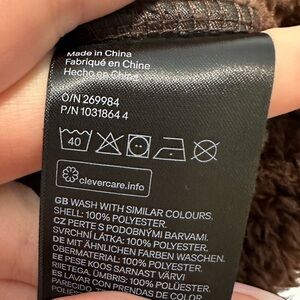 Made in China
Fabriqué en Chine
Hecho en China
O/N 269984
P/N 1031864 4
40
clevercare.info
GB WASH WITH SIMILAR COLOURS.
SHELL: 100% POLYESTER.
CZ PERTE S PODOBNÝMI BARVAMI.
SVRCHNÍ LÁTKA: 100% POLYESTER.
DE MIT ÄHNLICHEN FARBEN WASCHEN.
OBERMATERIAL: 100% POLYESTER.
EE PESE KOOS SARNAST VÄRVI
RIIETEGA. ÜMBRIS: 100% POLÜESTER.
LAVAR CON PRENDAS DE COLOR
PARECIDO.